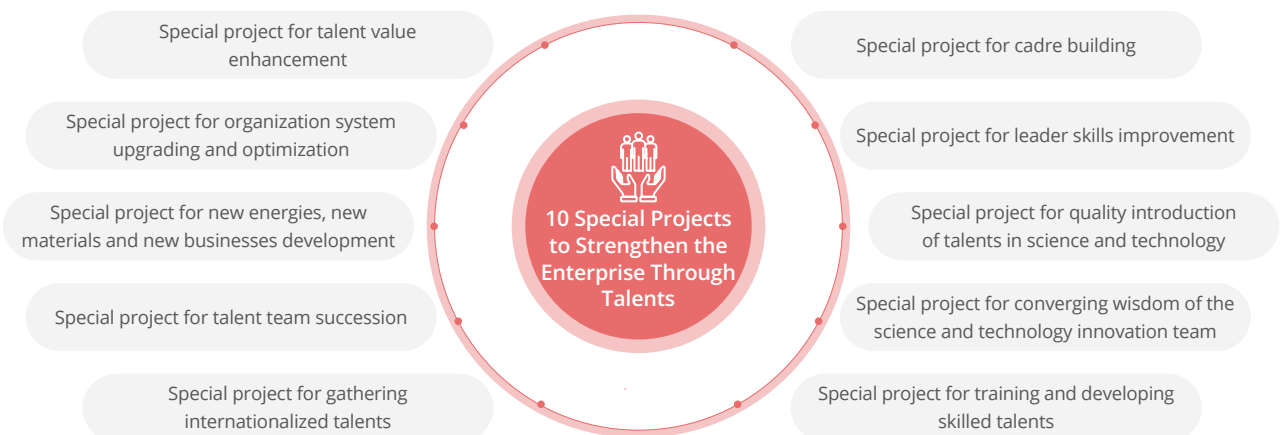 Special project for talent value
enhancement
Special project for organization system
upgrading and optimization
Special project for new energies, new
materials and new businesses development
Special project for talent team succession
Special project for gathering
internationalized talents
10 Special Projects
to Strengthen the
Enterprise Through
Talents
Special project for cadre building
Special project for leader skills improvement
Special project for quality introduction
of talents in science and technology
Special project for converging wisdom of the
science and technology innovation team
Special project for training and developing
skilled talents